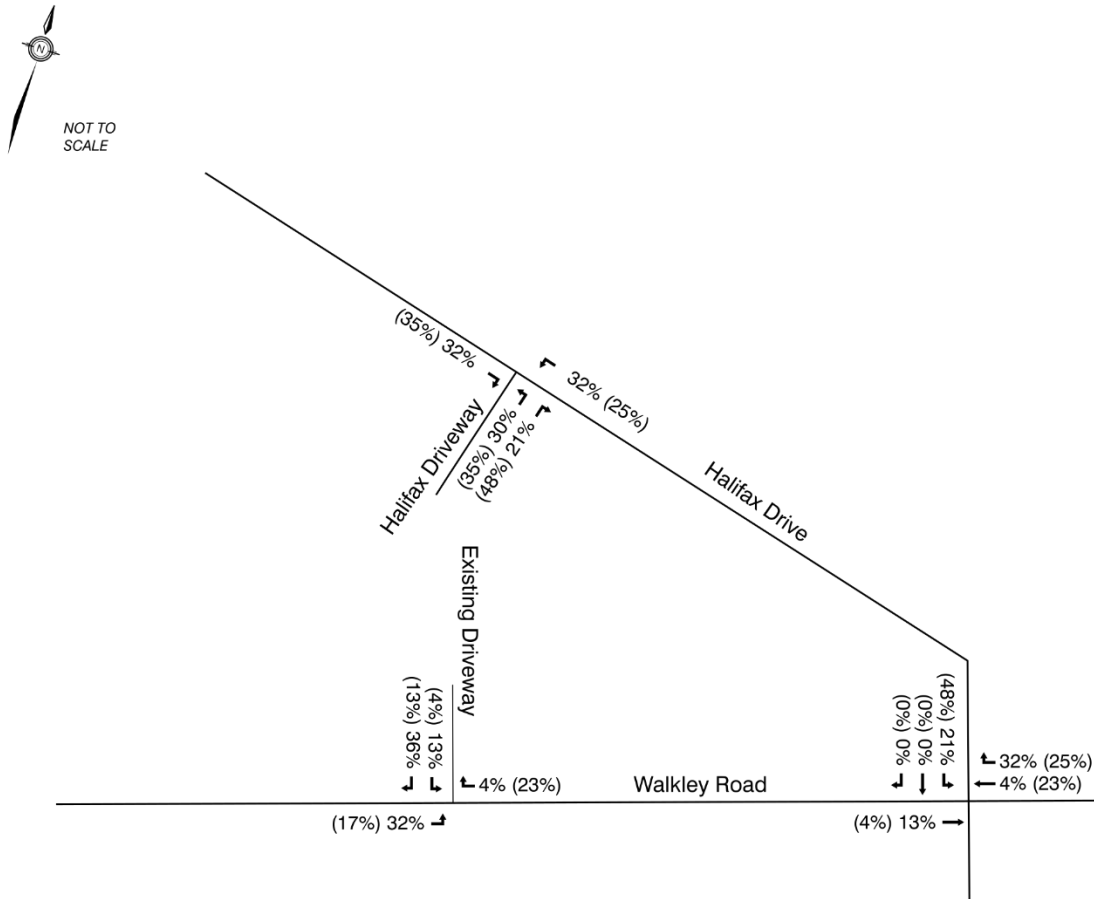 N
NOT TO
SCALE
(35%) 32%
32% (25%)
Halifax Driveway
(35%) 30%
(48%) 21%
Halifax Drive
Existing Driveway
(13%) 36%
(4%) 13%
4% (23%)
Walkley Road
(0%) 0%
(0%) 0%
(48%) 21%
32% (25%)
4% (23%)
(17%) 32%
(4%) 13%